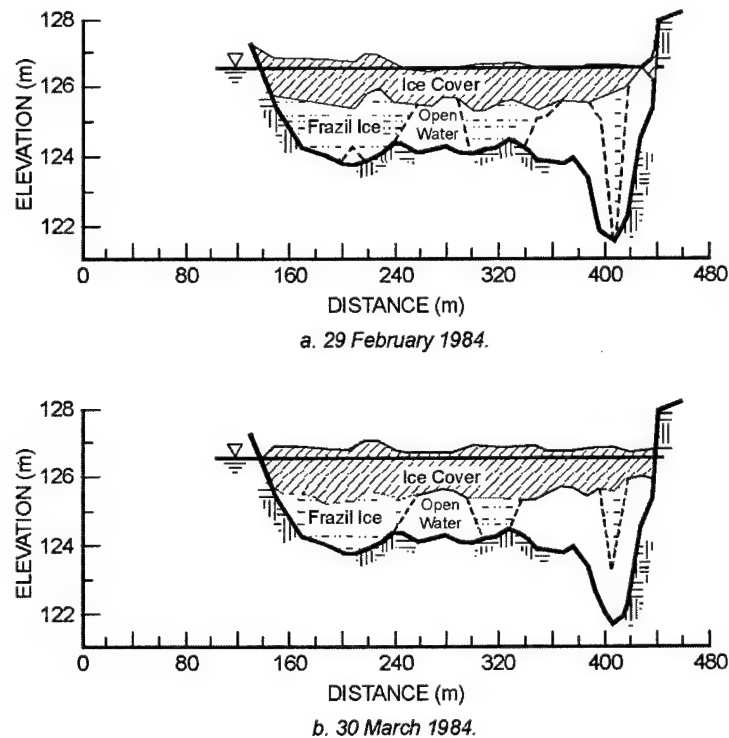 128
126
124
122
ELEVATION (m)
Ice Cover
Frazil Ice
Open
Water
0 80 160 240 320 400 480
DISTANCE (m)
a. 29 February 1984.
128
126
124
122
ELEVATION (m)
Ice Cover
Frazil Ice
Open
Water
0 80 160 240 320 400 480
DISTANCE (m)
b. 30 March 1984.